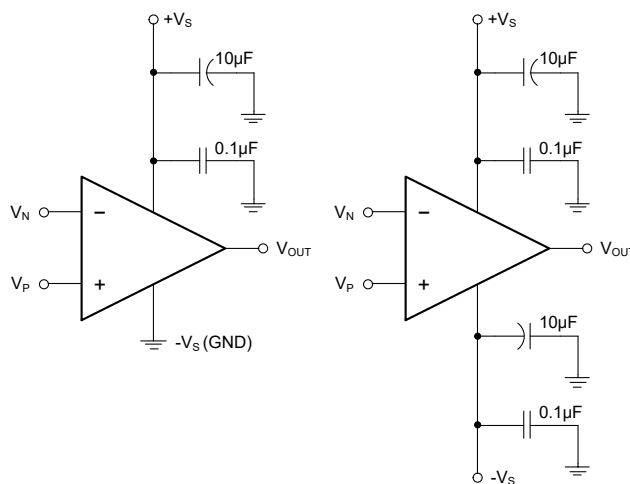 +VS
10µF
0.1µF
VN
VP
−
+
VOUT
-VS (GND)
+VS
10µF
0.1µF
VN
VP
−
+
VOUT
10µF
0.1µF
-VS